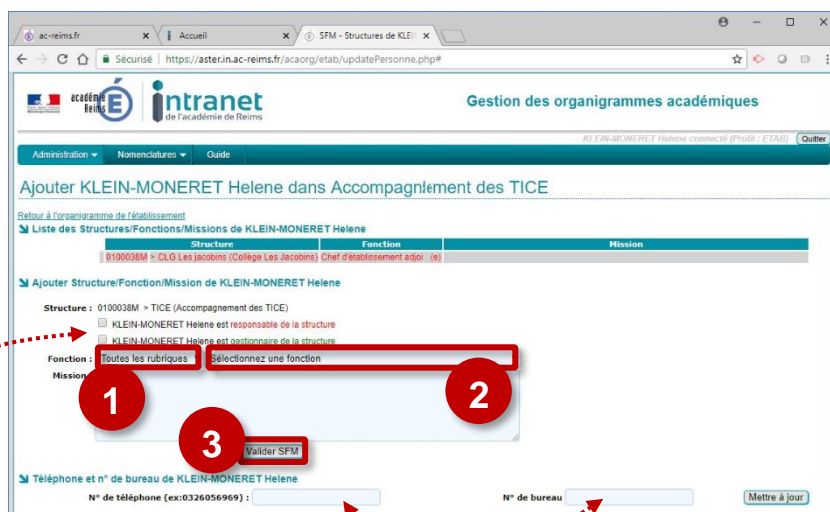 ac-reims.fr
Accueil
SFM - Structures de KLEI
Sécurisé | https://aster.in.ac-reims.fr/acaorg/etab/updatePersonne.php#
académie
Reims
intranet
de l'académie de Reims
Gestion des organigrammes académiques
KLEIN-MONERET Helene connecté (Profil : ETAB)
Quitter
Administration
Nomenclatures
Guide
Ajouter KLEIN-MONERET Helene dans Accompagnement des TICE
Retour à l'organigramme de l'établissement
Liste des Structures/Fonctions/Missions de KLEIN-MONERET Helene
Structure Fonction Mission
0100038M > CLG Les jacobins (Collège Les Jacobins) Chef d'établissement adjoi (e)
Ajouter Structure/Fonction/Mission de KLEIN-MONERET Helene
Structure : 0100038M > TICE (Accompagnement des TICE)
KLEIN-MONERET Helene est responsable de la structure
KLEIN-MONERET Helene est gestionnaire de la structure
Fonction : Toutes les rubriques Sélectionnez une fonction
Mission
1
2
3
Valider SFM
Téléphone et n° de bureau de KLEIN-MONERET Helene
N° de téléphone (ex:0326056969) :
N° de bureau
Mettre à jour